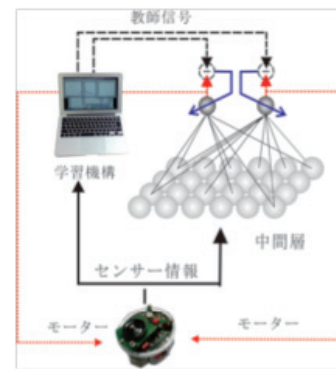 教師信号
学習機構
中間層
センサー情報
モーター
モーター